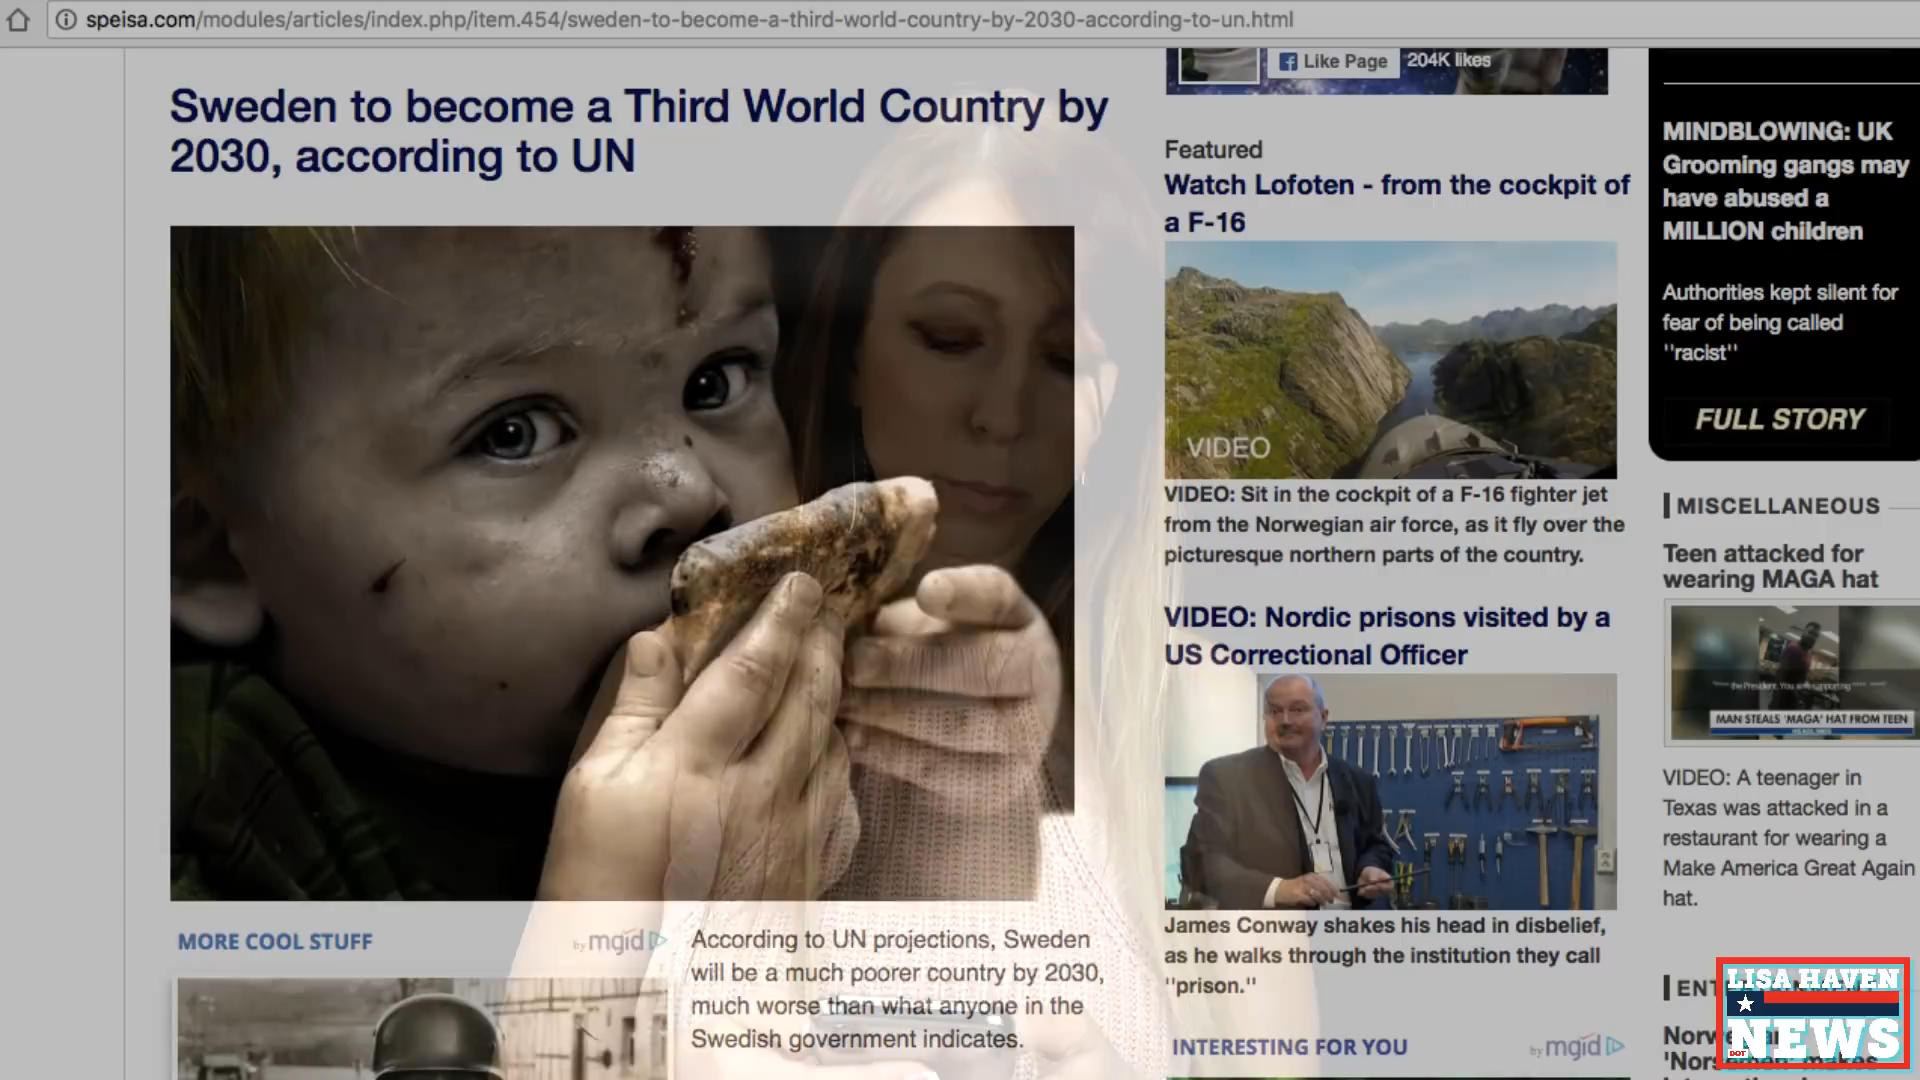 speisa.com/modules/articles/index.php/item.454/sweden-to-become-a-third-world-country-by-2030-according-to-un.html
Sweden to become a Third World Country by
2030, according to UN
MORE COOL STUFF
by mgid
According to UN projections, Sweden
will be a much poorer country by 2030,
much worse than what anyone in the
Swedish government indicates.
Like Page
204K likes
Featured
Watch Lofoten - from the cockpit of
a F-16
VIDEO
VIDEO: Sit in the cockpit of a F-16 fighter jet
from the Norwegian air force, as it fly over the
picturesque northern parts of the country.
VIDEO: Nordic prisons visited by a
US Correctional Officer
James Conway shakes his head in disbelief,
as he walks through the institution they call
"prison."
INTERESTING FOR YOU
by mgid
MINDBLOWING: UK
Grooming gangs may
have abused a
MILLION children
Authorities kept silent for
fear of being called
"racist"
FULL STORY
MISCELLANEOUS
Teen attacked for
wearing MAGA hat
the President. You
MAN STEALS 'MAGA' HAT FROM TEEN
HEADLINES
VIDEO: A teenager in
Texas was attacked in a
restaurant for wearing a
Make America Great Again
hat.
LISA HAVEN
DOT
NEWS